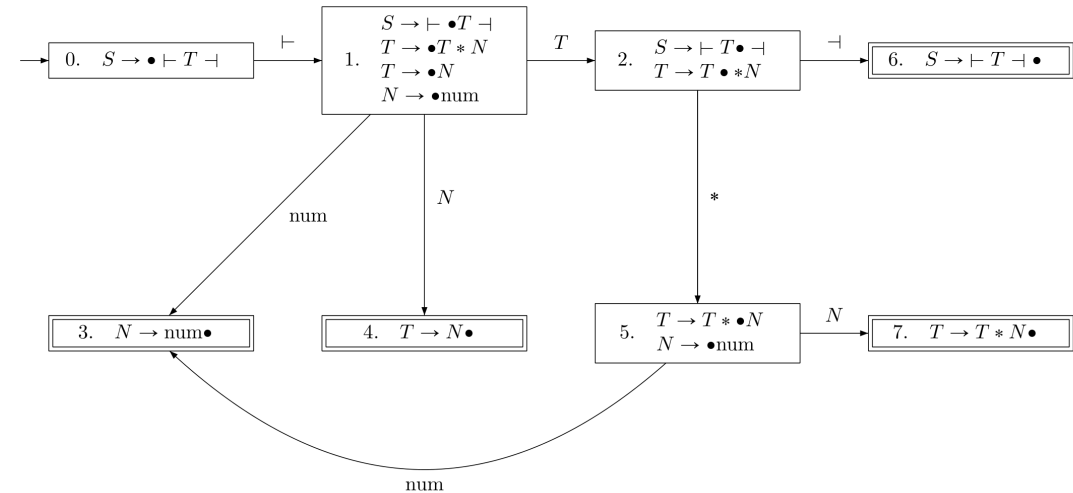 0. S → • ⊢ T ⊣
⊢
1.
S → ⊢ •T ⊣
T → •T ∗ N
T → •N
N → •num
T
2.
S → ⊢ T• ⊣
T → T • ∗N
⊣
6. S → ⊢ T ⊣ •
num
N
∗
3. N → num•
4. T → N•
5.
T → T ∗ •N
N → •num
N
7. T → T ∗ N•
num